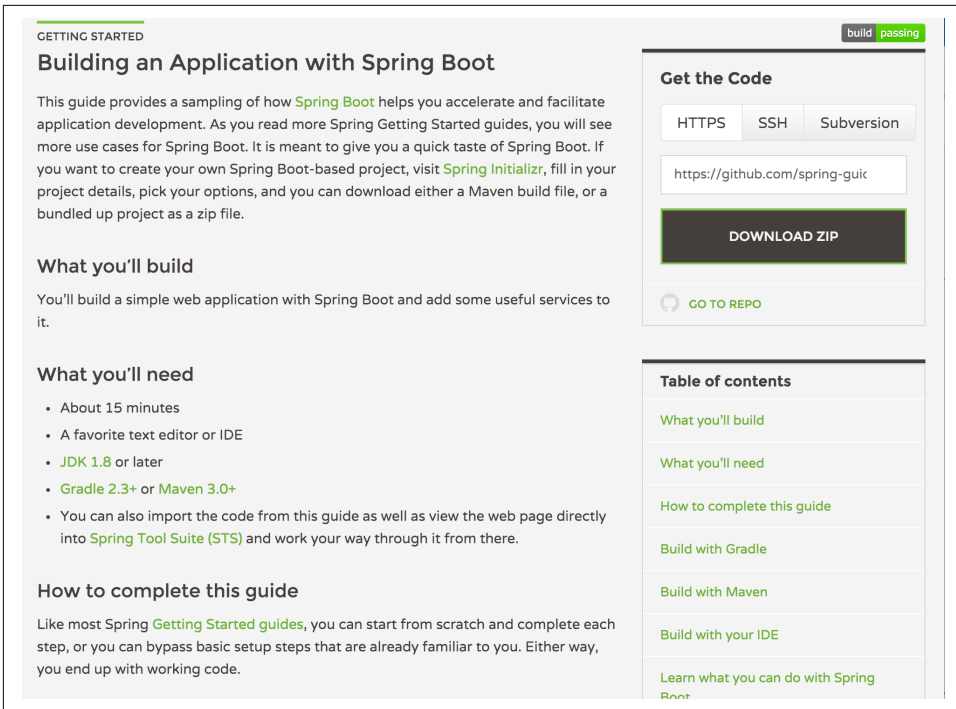 GETTING STARTED
Building an Application with Spring Boot
This guide provides a sampling of how Spring Boot helps you accelerate and facilitate
application development. As you read more Spring Getting Started guides, you will see
more use cases for Spring Boot. It is meant to give you a quick taste of Spring Boot. If
you want to create your own Spring Boot-based project, visit Spring Initializr, fill in your
project details, pick your options, and you can download either a Maven build file, or a
bundled up project as a zip file.
What you'll build
You'll build a simple web application with Spring Boot and add some useful services to
it.
What you'll need
• About 15 minutes
• A favorite text editor or IDE
• JDK 1.8 or later
• Gradle 2.3+ or Maven 3.0+
• You can also import the code from this guide as well as view the web page directly
into Spring Tool Suite (STS) and work your way through it from there.
How to complete this guide
Like most Spring Getting Started guides, you can start from scratch and complete each
step, or you can bypass basic setup steps that are already familiar to you. Either way,
you end up with working code.
build passing
Get the Code
HTTPS SSH Subversion
https://github.com/spring-guic
DOWNLOAD ZIP
GO TO REPO
Table of contents
What you'll build
What you'll need
How to complete this guide
Build with Gradle
Build with Maven
Build with your IDE
Learn what you can do with Spring
Boot